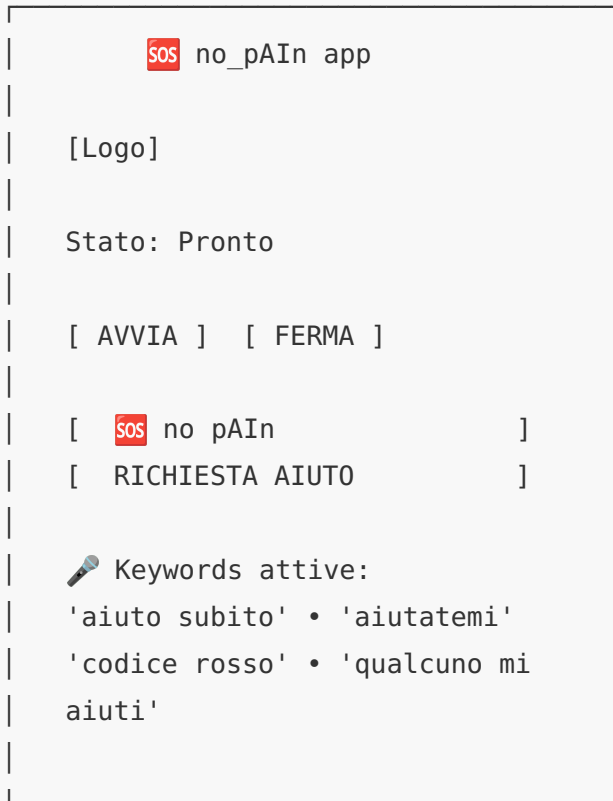 🆘 no_pAIn app
[Logo]
Stato: Pronto
[ AVVIA ]  [ FERMA ]
[  🆘 no pAIn                ]
[  RICHIESTA AIUTO          ]
🎤 Keywords attive:
'aiuto subito' • 'aiutatemi'
'codice rosso' • 'qualcuno mi
aiuti'